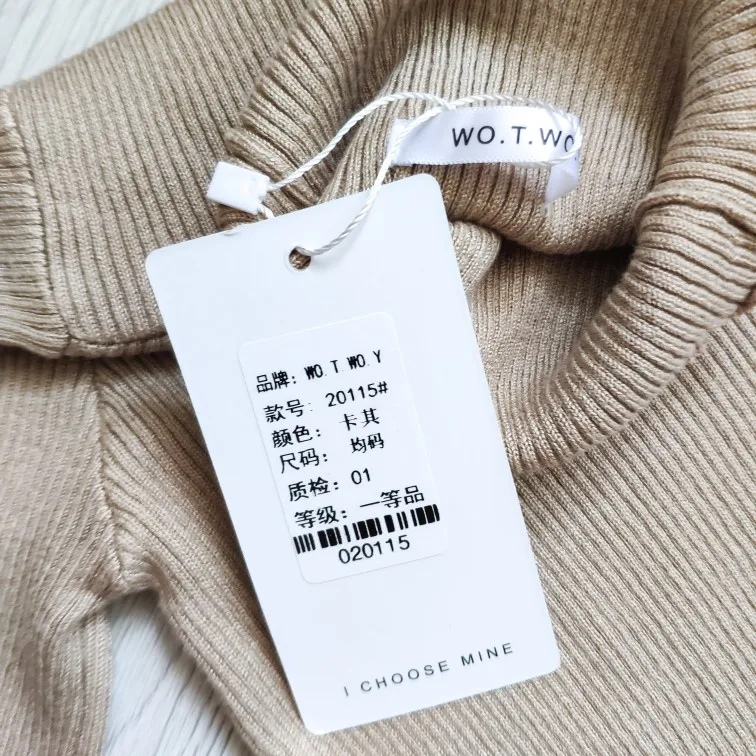 WO.T.WO
品牌: WO.T.WO.Y
款号: 20115#
颜色: 卡其
尺码: 均码
质检: 01
等级: 一等品
020115
I CHOOSE MINE